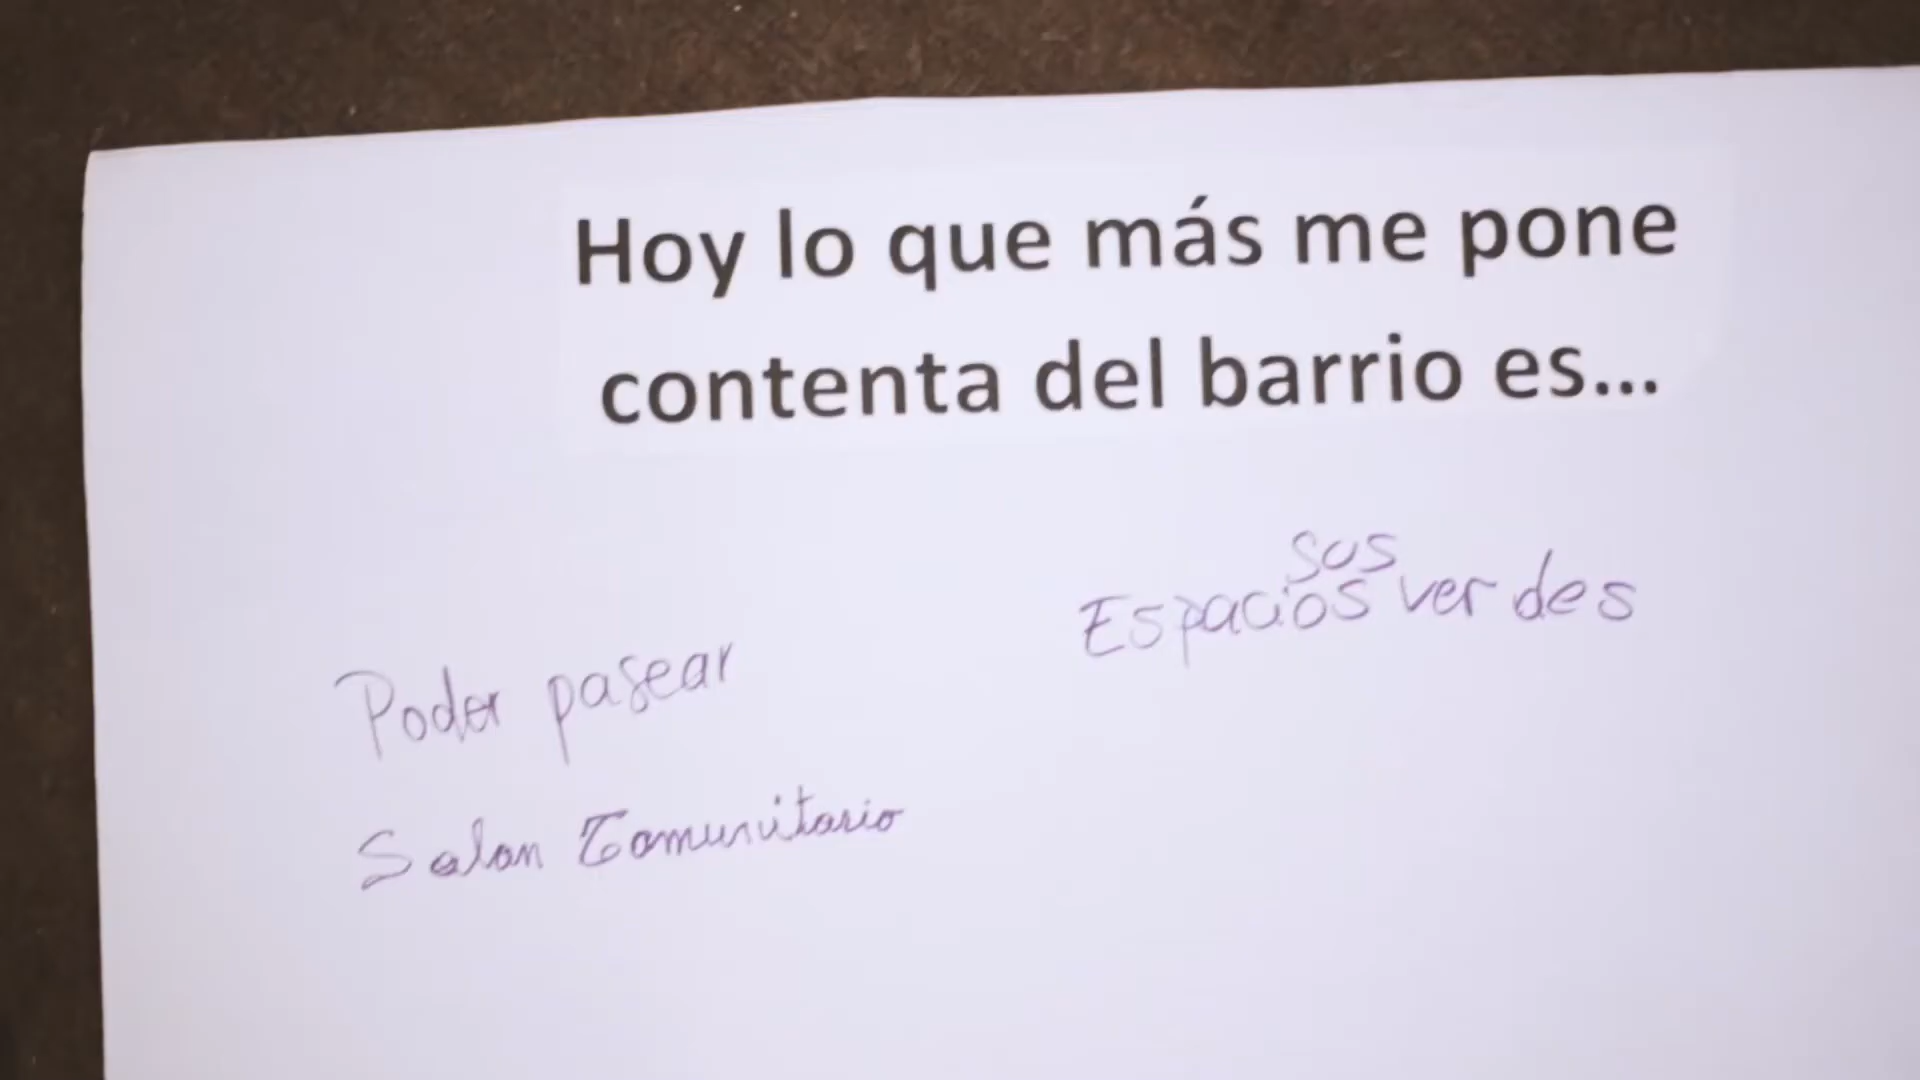 Hoy lo que más me pone
contenta del barrio es...
sus
Espacios verdes
Poder pasear
Salon Comunitario